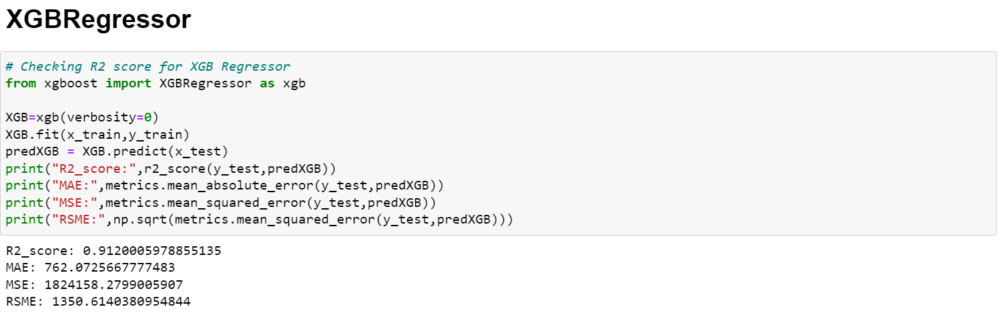 XGBRegressor
# Checking R2 score for XGB Regressor
from xgboost import XGBRegressor as xgb
XGB=xgb(verbosity=0)
XGB.fit(x_train,y_train)
predXGB = XGB.predict(x_test)
print("R2_score:",r2_score(y_test,predXGB))
print("MAE:",metrics.mean_absolute_error(y_test,predXGB))
print("MSE:",metrics.mean_squared_error(y_test,predXGB))
print("RSME:",np.sqrt(metrics.mean_squared_error(y_test,predXGB)))
R2_score: 0.9120005978855135
MAE: 762.0725667777483
MSE: 1824158.2799005907
RSME: 1350.6140380954844